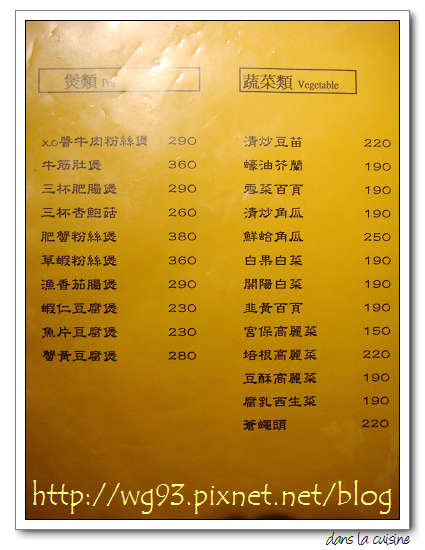 煲類 Pot
x.o醬牛肉粉絲煲 290
牛筋肚煲 360
三杯肥腸煲 290
三杯杏鮑菇 260
肥蟹粉絲煲 380
草蝦粉絲煲 360
漁香茄腸煲 290
蝦仁豆腐煲 230
魚片豆腐煲 230
蟹黃豆腐煲 280
蔬菜類 Vegetable
清炒豆苗 220
蠔油芥蘭 190
雪菜百頁 190
清炒角瓜 190
鮮蛤角瓜 250
白果白菜 190
開陽白菜 190
韭黃百頁 190
宮保高麗菜 150
培根高麗菜 220
豆酥高麗菜 190
腐乳西生菜 190
蒼蠅頭 220
http://wg93.pixnet.net/blog
dans la cuisine